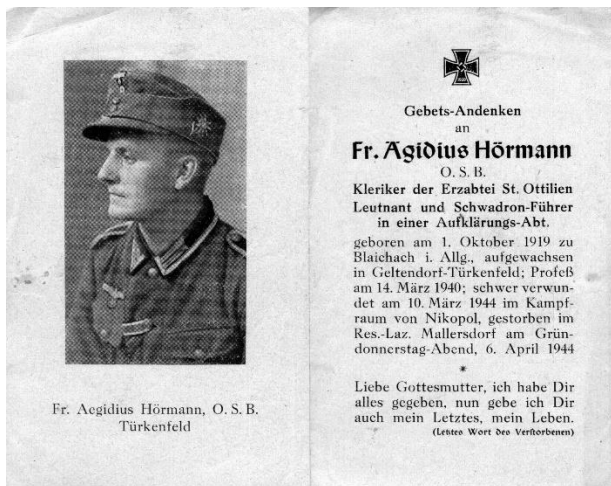 Fr. Aegidius Hörmann, O. S. B.
Türkenfeld
Gebets-Andenken
an
Fr. Ägidius Hörmann
O. S. B.
Kleriker der Erzabtei St. Ottilien
Leutnant und Schwadron-Führer
in einer Aufklärungs-Abt.
geboren am 1. Oktober 1919 zu
Blaichach i. Allg., aufgewachsen
in Geltendorf-Türkenfeld; Profeß
am 14. März 1940; schwer verwun-
det am 10. März 1944 im Kampf-
raum von Nikopol, gestorben im
Res.-Laz. Mallersdorf am Grün-
donnerstag-Abend, 6. April 1944
*
Liebe Gottesmutter, ich habe Dir
alles gegeben, nun gebe ich Dir
auch mein Letztes, mein Leben.
(Letztes Wort des Verstorbenen)